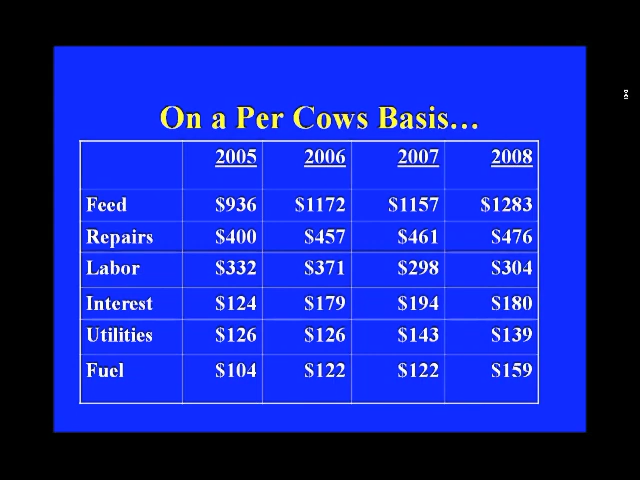 On a Per Cows Basis…
2005 2006 2007 2008
Feed $936 $1172 $1157 $1283
Repairs $400 $457 $461 $476
Labor $332 $371 $298 $304
Interest $124 $179 $194 $180
Utilities $126 $126 $143 $139
Fuel $104 $122 $122 $159